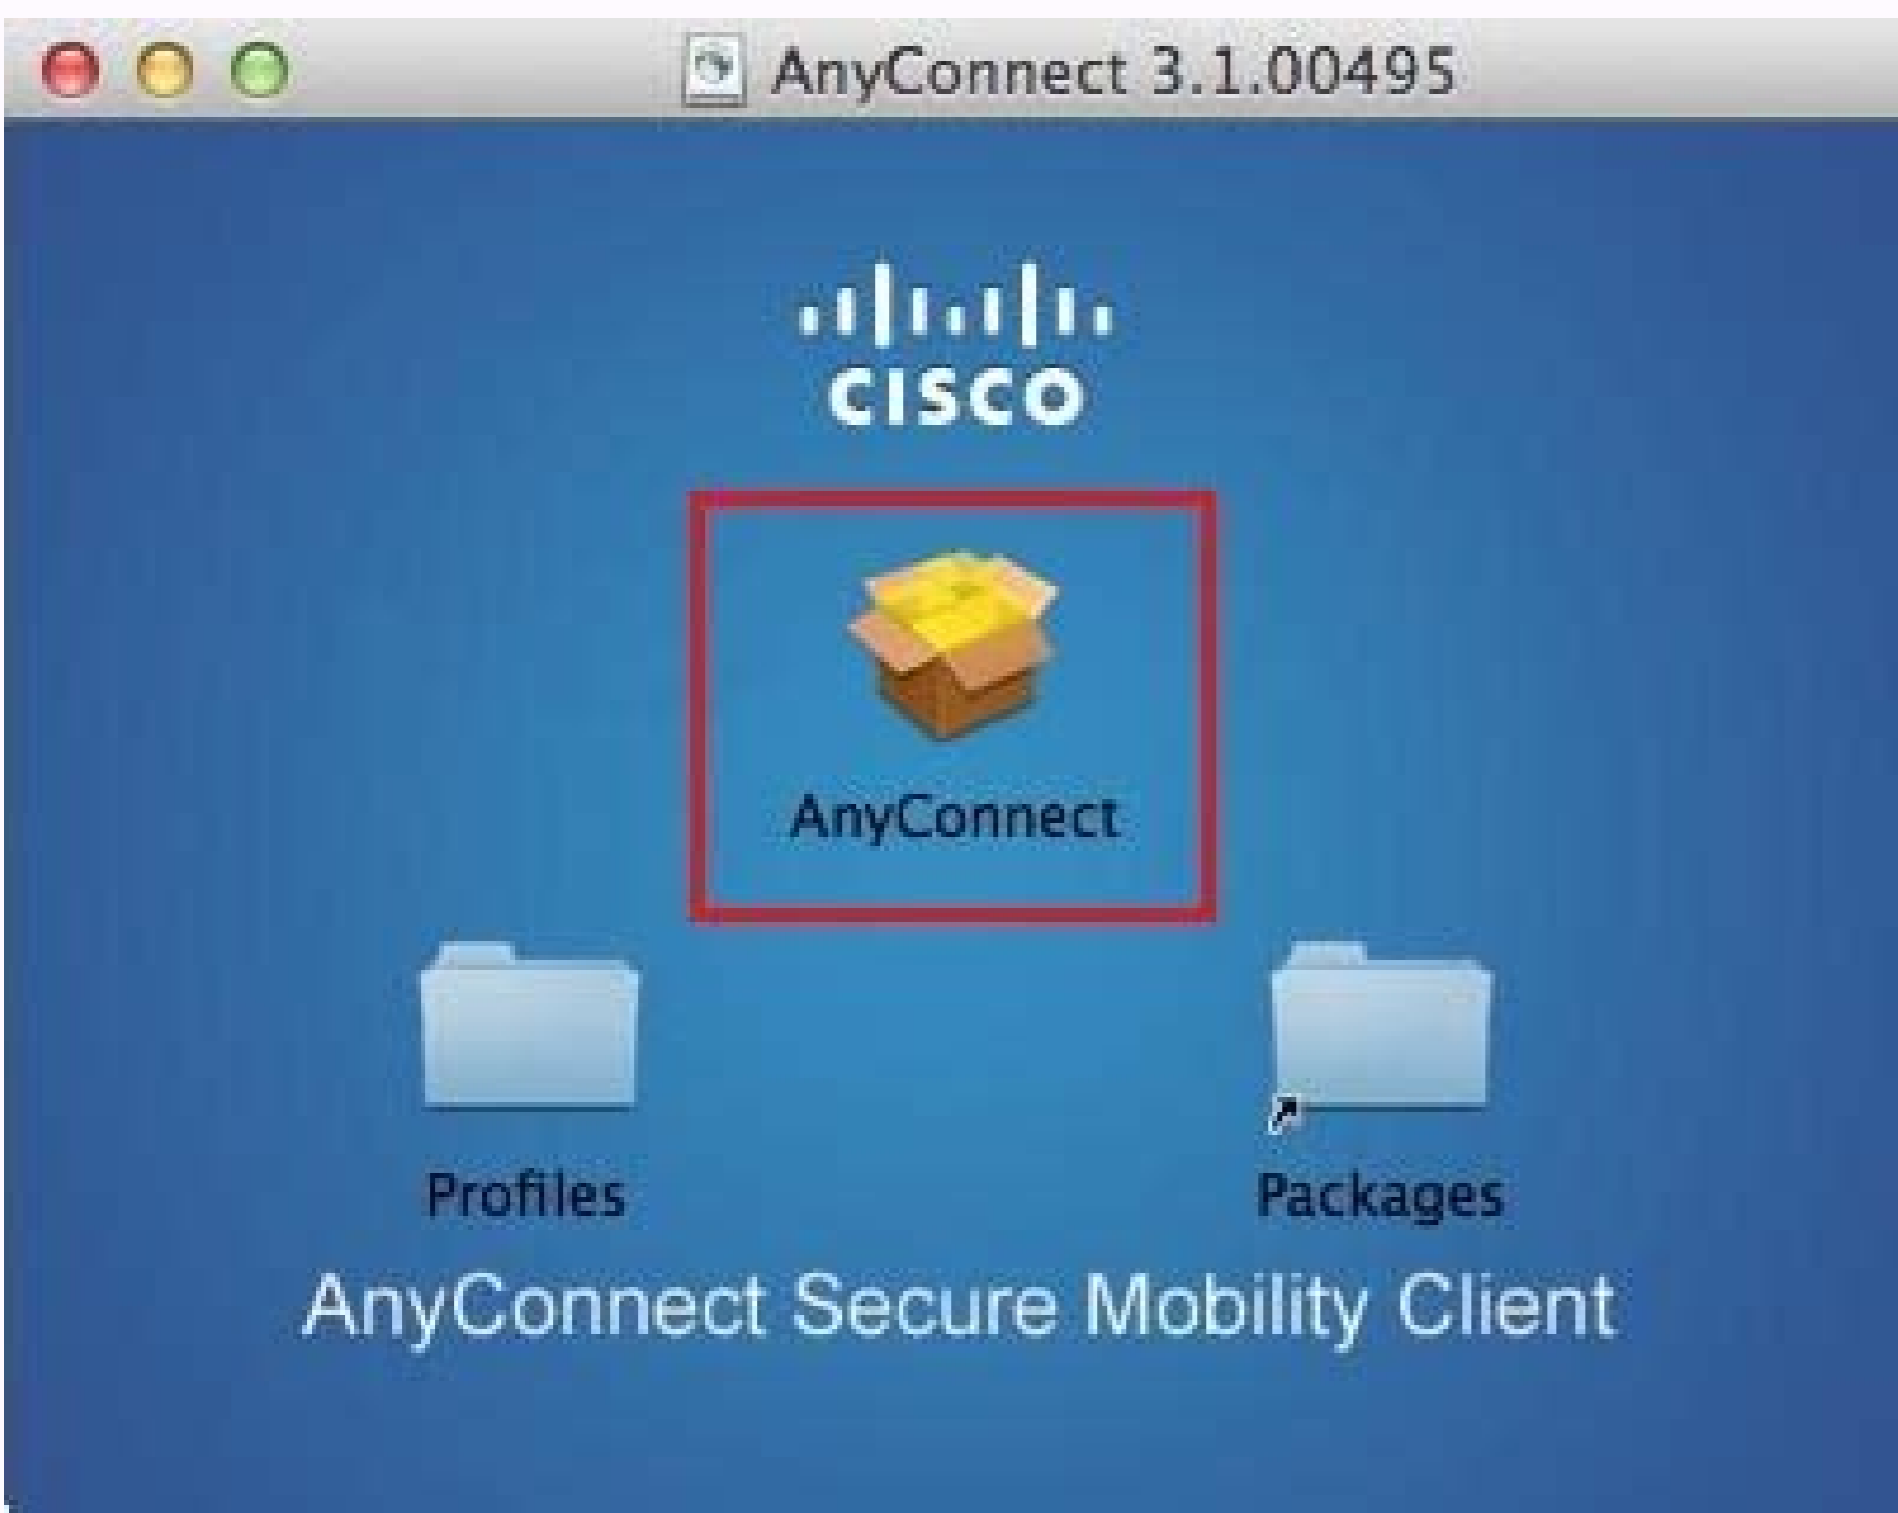 AnyConnect 3.1.00495
CISCO
AnyConnect
Profiles
Packages
AnyConnect Secure Mobility Client